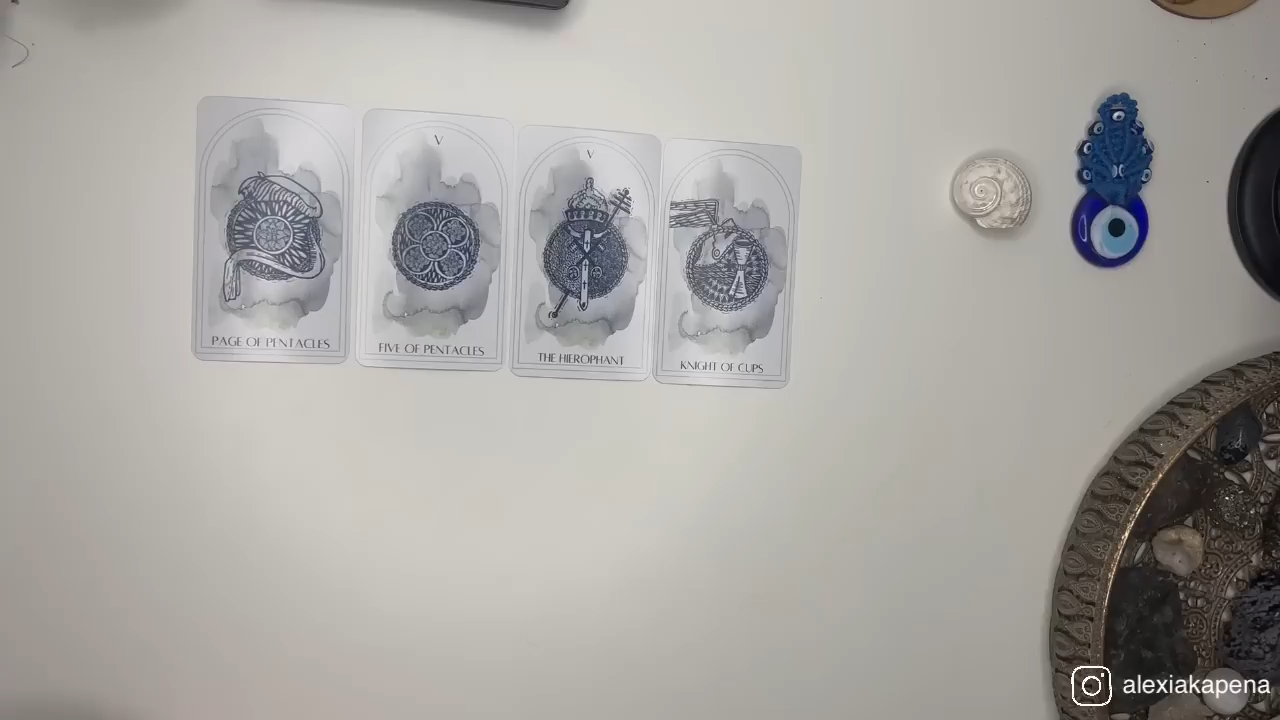 PAGE OF PENTACLES
V
FIVE OF PENTACLES
V
THE HIEROPHANT
KNIGHT OF CUPS
alexiakapena